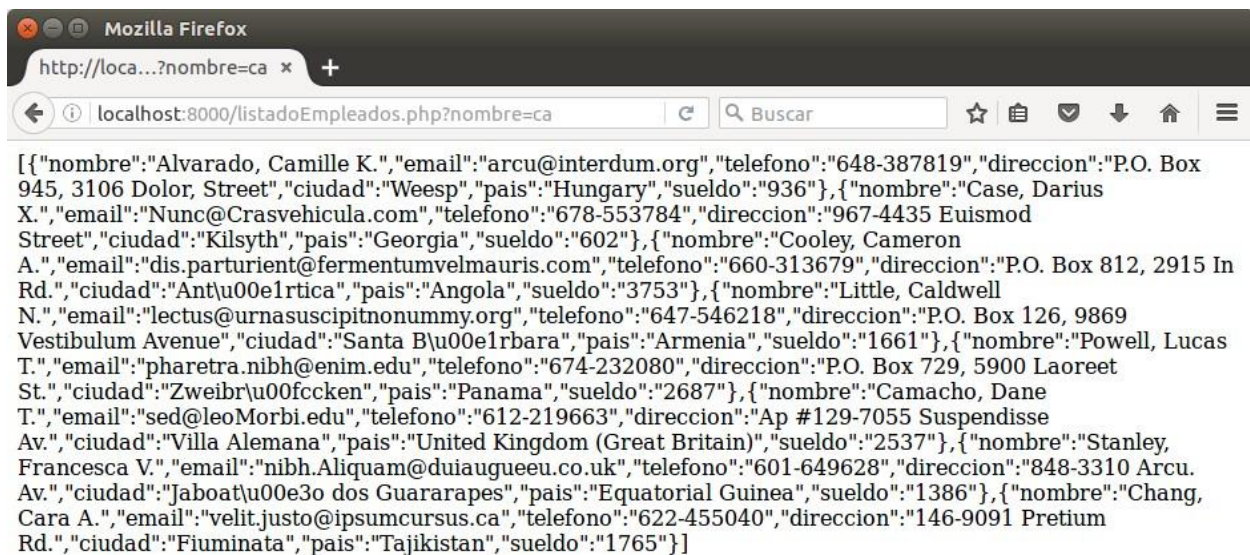 Mozilla Firefox
http://loca...?nombre=ca
localhost:8000/listadoEmpleados.php?nombre=ca
Buscar
[{"nombre":"Alvarado, Camille K.","email":"arcu@interdum.org","telefono":"648-387819","direccion":"P.O. Box
945, 3106 Dolor, Street","ciudad":"Weesp","pais":"Hungary","sueldo":"936"},{"nombre":"Case, Darius
X.","email":"Nunc@Crasvehicula.com","telefono":"678-553784","direccion":"967-4435 Euismod
Street","ciudad":"Kilsyth","pais":"Georgia","sueldo":"602"},{"nombre":"Cooley, Cameron
A.","email":"dis.parturient@fermentumvelmauris.com","telefono":"660-313679","direccion":"P.O. Box 812, 2915 In
Rd.","ciudad":"Ant\u00e1rtica","pais":"Angola","sueldo":"3753"},{"nombre":"Little, Caldwell
N.","email":"lectus@urnasuscipitnonummy.org","telefono":"647-546218","direccion":"P.O. Box 126, 9869
Vestibulum Avenue","ciudad":"Santa B\u00e1rbara","pais":"Armenia","sueldo":"1661"},{"nombre":"Powell, Lucas
T.","email":"pharetra.nibh@enim.edu","telefono":"674-232080","direccion":"P.O. Box 729, 5900 Laoreet
St.","ciudad":"Zweibr\u00fccken","pais":"Panama","sueldo":"2687"},{"nombre":"Camacho, Dane
T.","email":"sed@leoMorbi.edu","telefono":"612-219663","direccion":"Ap #129-7055 Suspendisse
Av.","ciudad":"Villa Alemana","pais":"United Kingdom (Great Britain)","sueldo":"2537"},{"nombre":"Stanley,
Francesca V.","email":"nibh.Aliquam@duiaugueeu.co.uk","telefono":"601-649628","direccion":"848-3310 Arcu.
Av.","ciudad":"Jaboat\u00e3o dos Guararapes","pais":"Equatorial Guinea","sueldo":"1386"},{"nombre":"Chang,
Cara A.","email":"velit.justo@ipsumcursus.ca","telefono":"622-455040","direccion":"146-9091 Pretium
Rd.","ciudad":"Fiuminata","pais":"Tajikistan","sueldo":"1765"}]